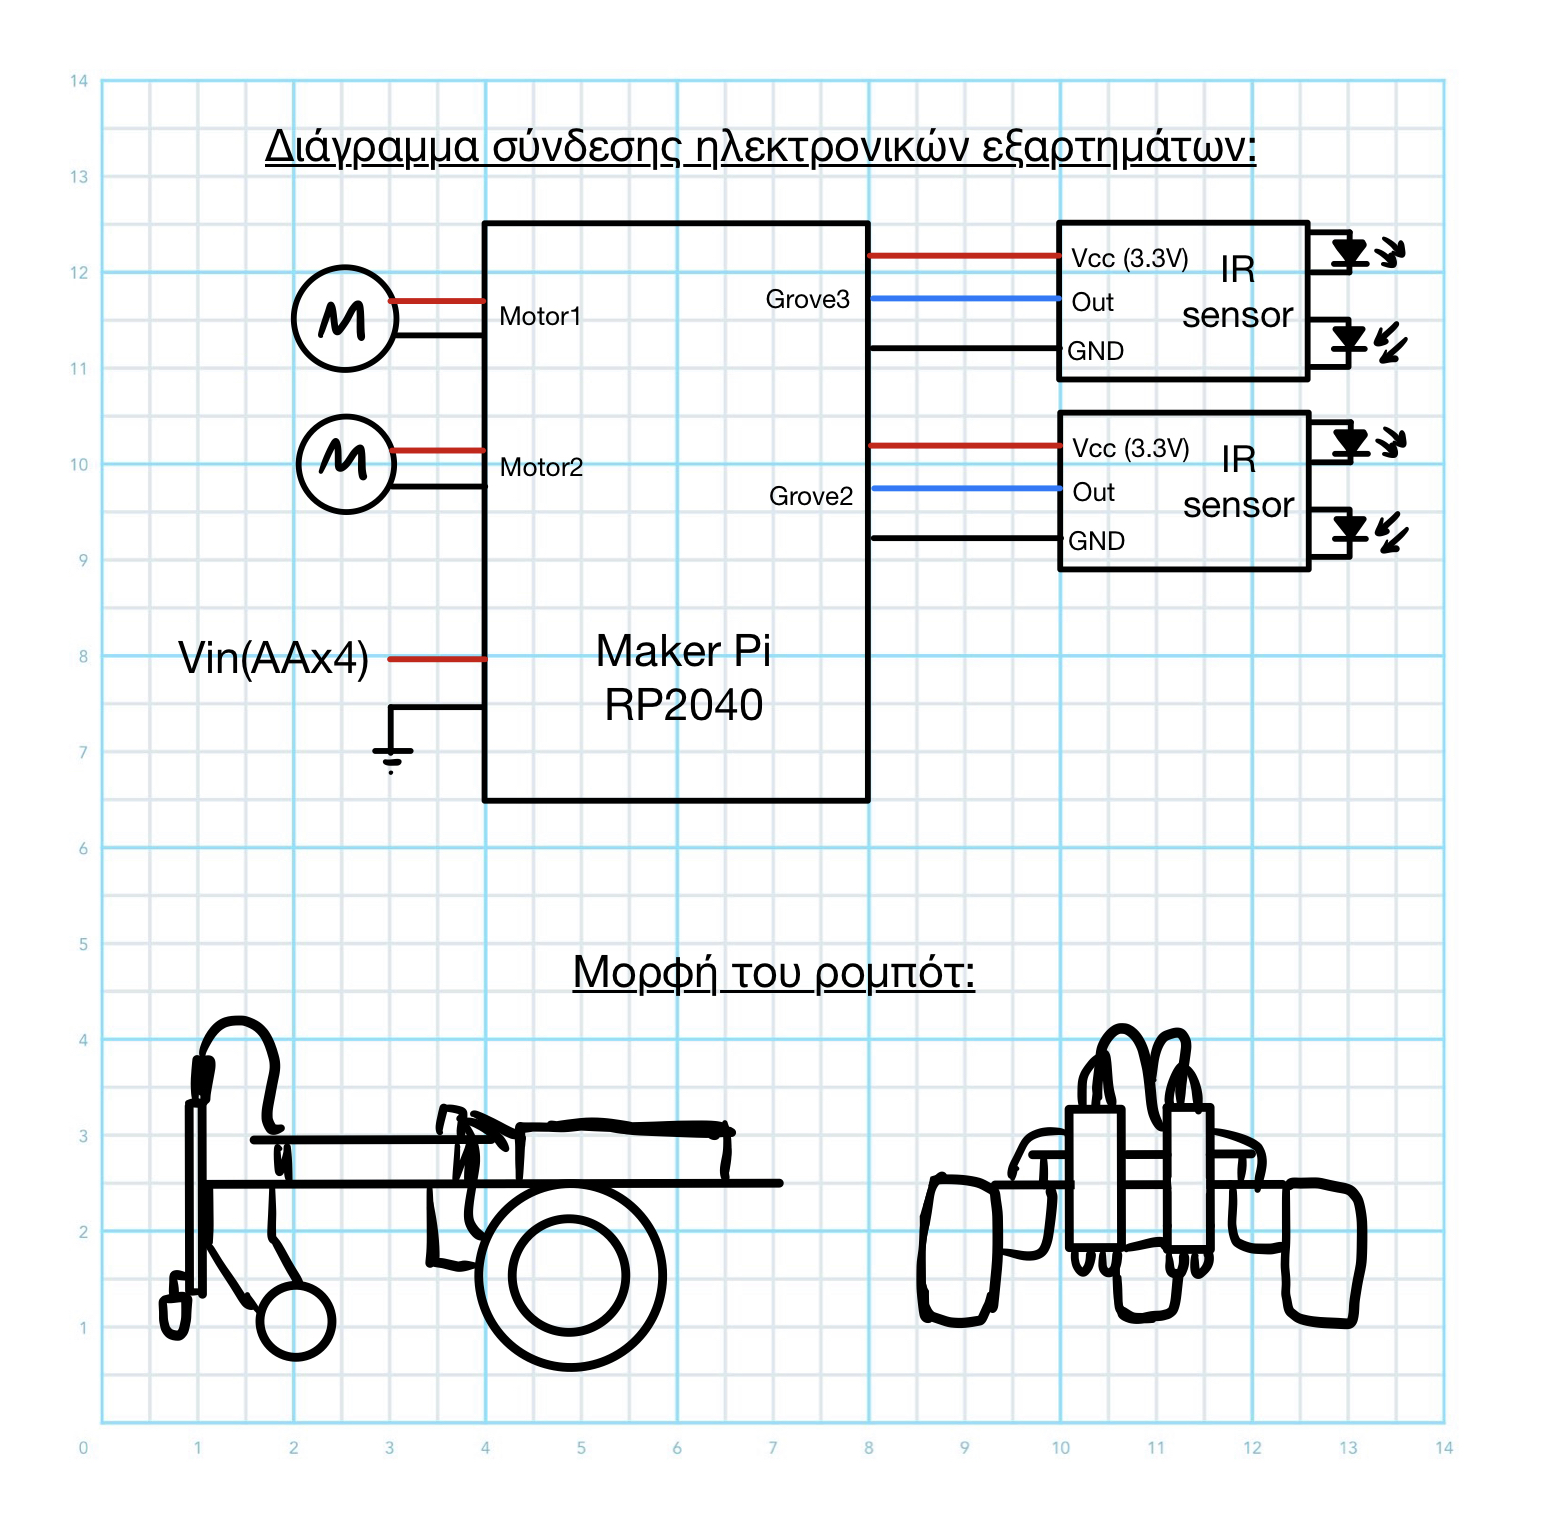 Διάγραμμα σύνδεσης ηλεκτρονικών εξαρτημάτων:
M
Motor1
M
Motor2
Vin(AAx4)
Maker Pi
RP2040
Grove3
Grove2
Vcc (3.3V)
Out
GND
IR
sensor
Vcc (3.3V)
Out
GND
IR
sensor
Μορφή του ρομπότ:
14
13
12
11
10
9
8
7
6
5
4
3
2
1
0 1 2 3 4 5 6 7 8 9 10 11 12 13 14